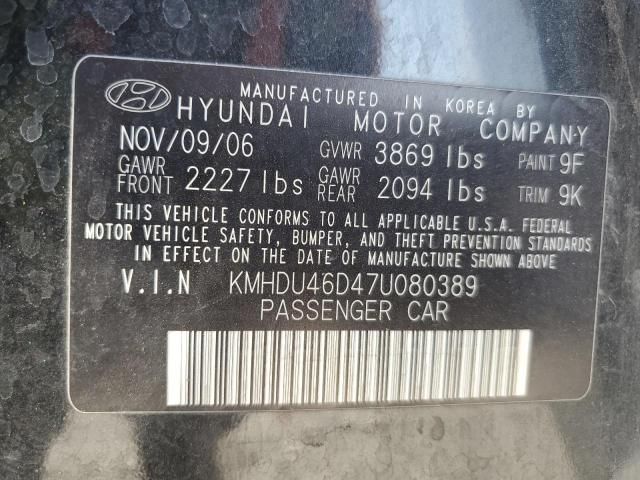 MANUFACTURED IN KOREA BY
HYUNDAI MOTOR COMPANY
NOV/09/06 GVWR 3869 lbs PAINT 9F
GAWR FRONT 2227 lbs GAWR REAR 2094 lbs TRIM 9K
THIS VEHICLE CONFORMS TO ALL APPLICABLE U.S.A. FEDERAL
MOTOR VEHICLE SAFETY, BUMPER, AND THEFT PREVENTION STANDARDS
IN EFFECT ON THE DATE OF MANUFACTURE SHOWN ABOVE
V.I.N KMHDU46D47U080389
PASSENGER CAR